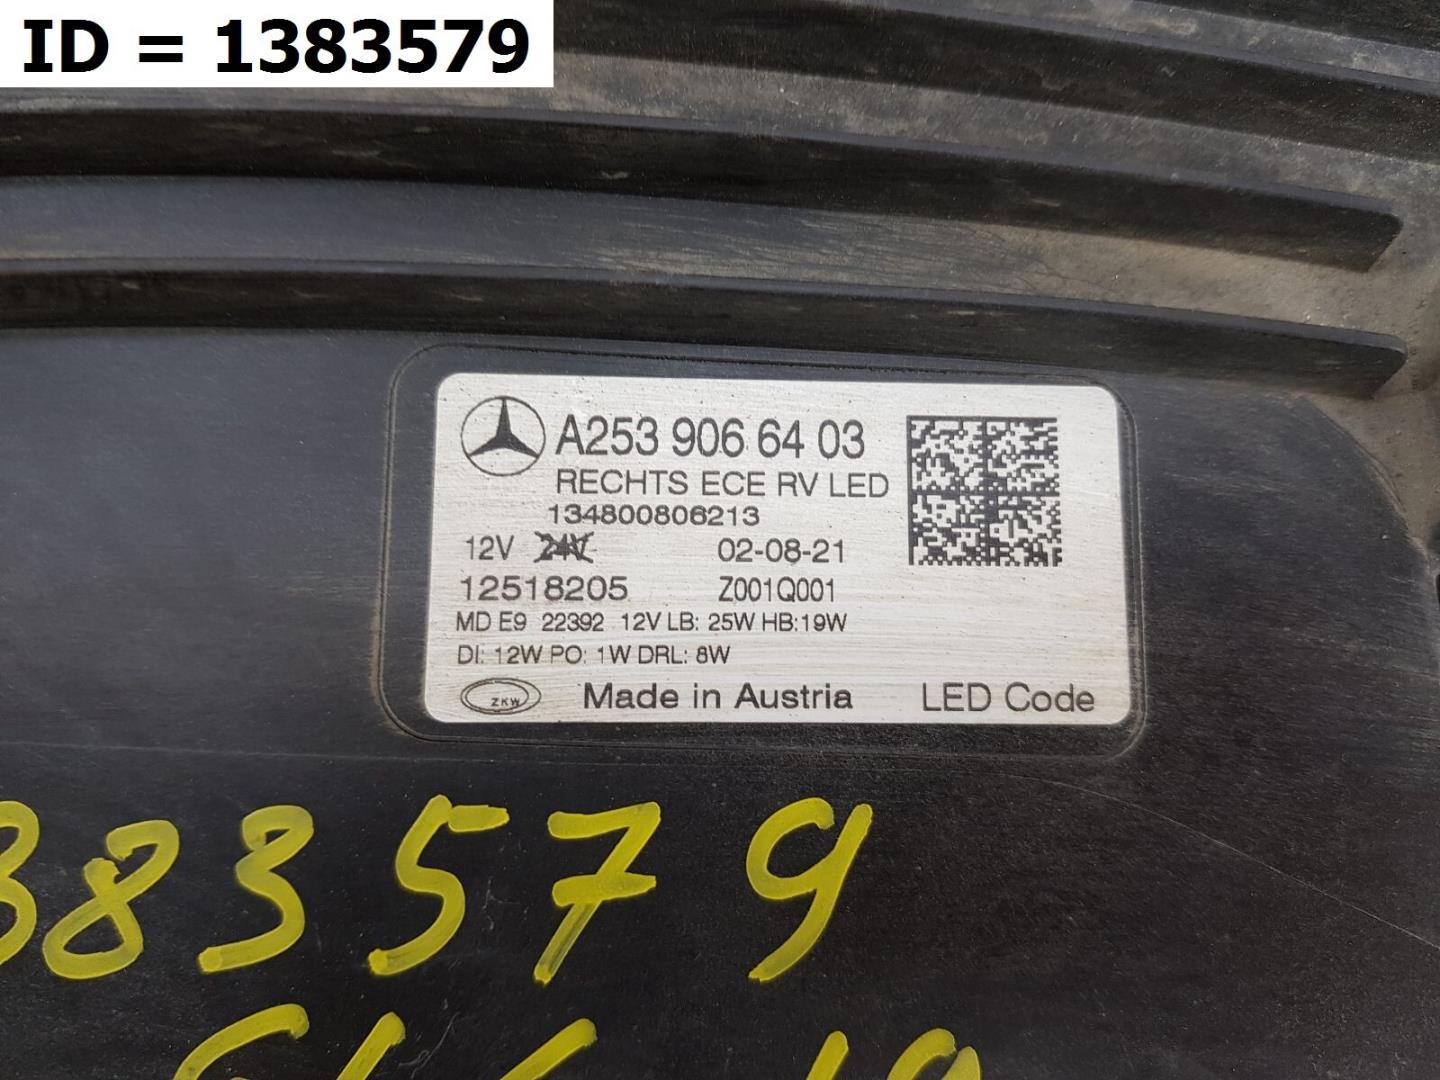 ID = 1383579
A253 906 64 03
RECHTS ECE RV LED
134800806213
12V 24V 02-08-21
12518205 Z001Q001
MD E9 22392 12V LB: 25W HB:19W
DI: 12W PO: 1W DRL: 8W
ZKW Made in Austria LED Code
383579